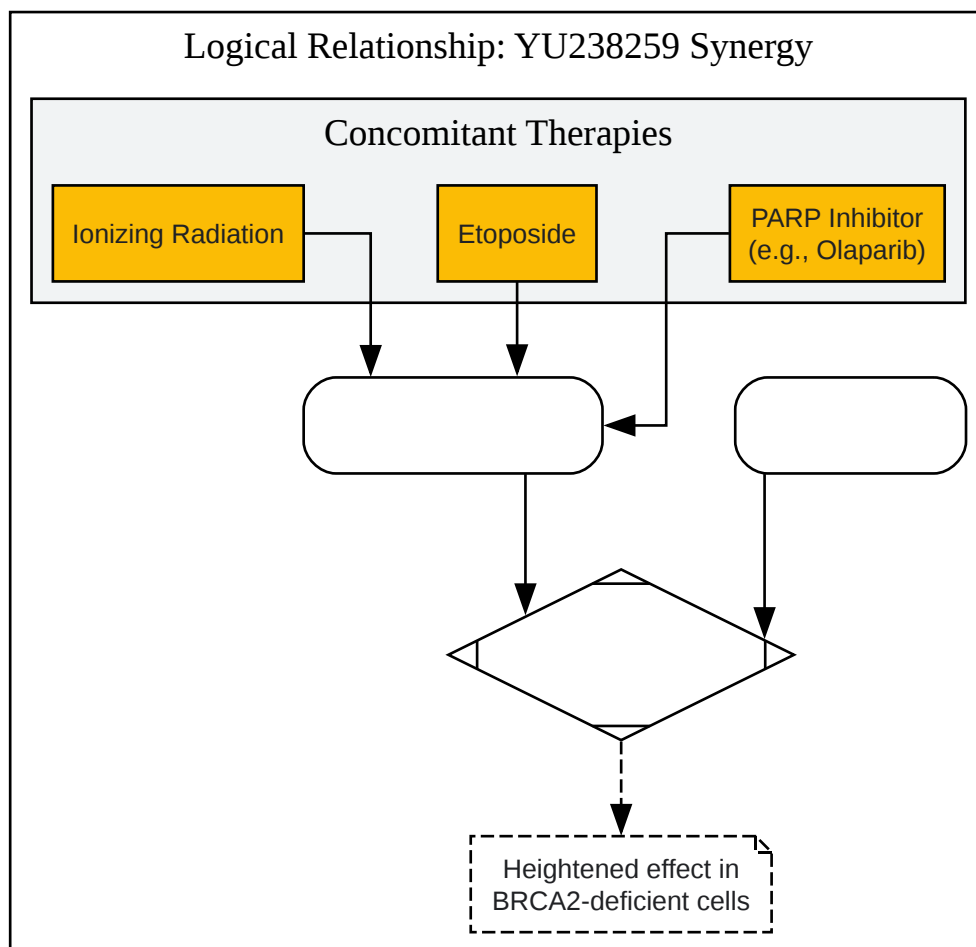 Logical Relationship: YU238259 Synergy
Concomitant Therapies
Ionizing Radiation
Etoposide
PARP Inhibitor
(e.g., Olaparib)
Heightened effect in
BRCA2-deficient cells